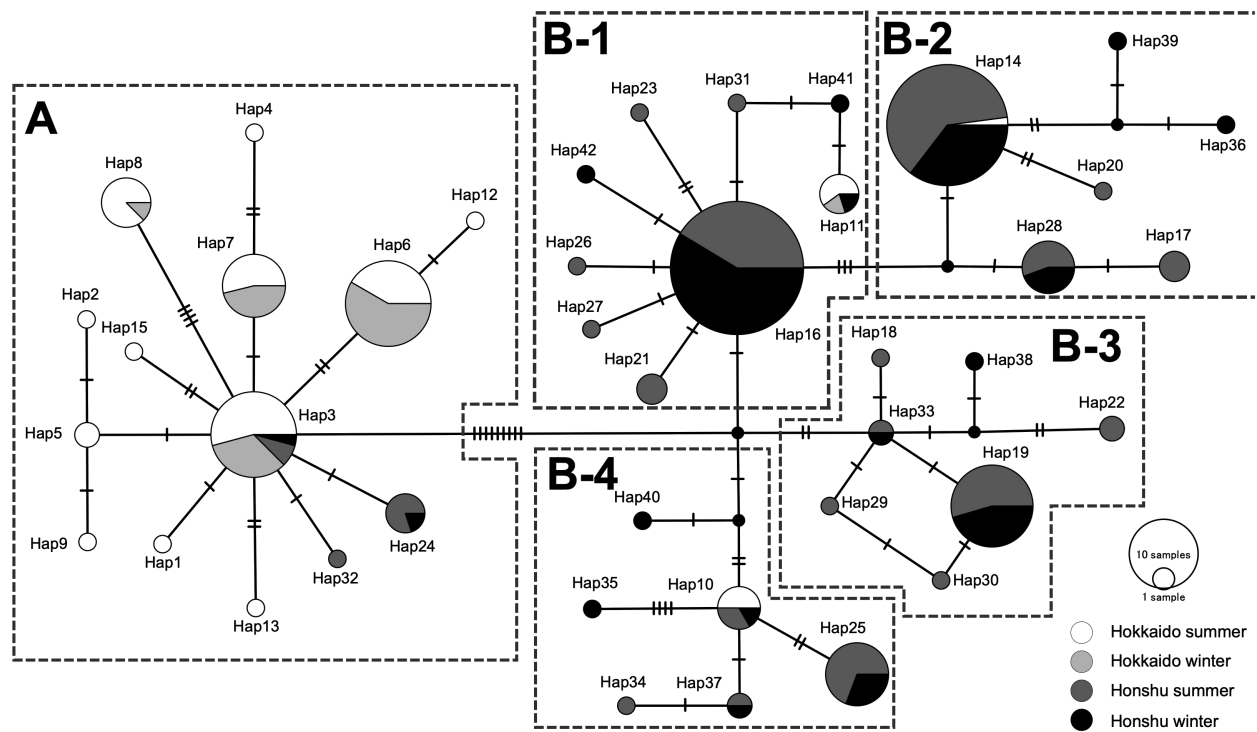 A
Hap4
Hap8
Hap12
Hap7
Hap6
Hap2
Hap15
Hap3
Hap5
Hap24
Hap9
Hap1
Hap32
Hap13
B-1
Hap23
Hap31
Hap41
Hap42
Hap11
Hap26
Hap27
Hap16
Hap21
B-2
Hap14
Hap39
Hap36
Hap20
Hap28
Hap17
B-3
Hap18
Hap38
Hap33
Hap22
Hap19
Hap29
Hap30
B-4
Hap40
Hap35
Hap10
Hap25
Hap34
Hap37
10 samples
1 sample
Hokkaido summer
Hokkaido winter
Honshu summer
Honshu winter